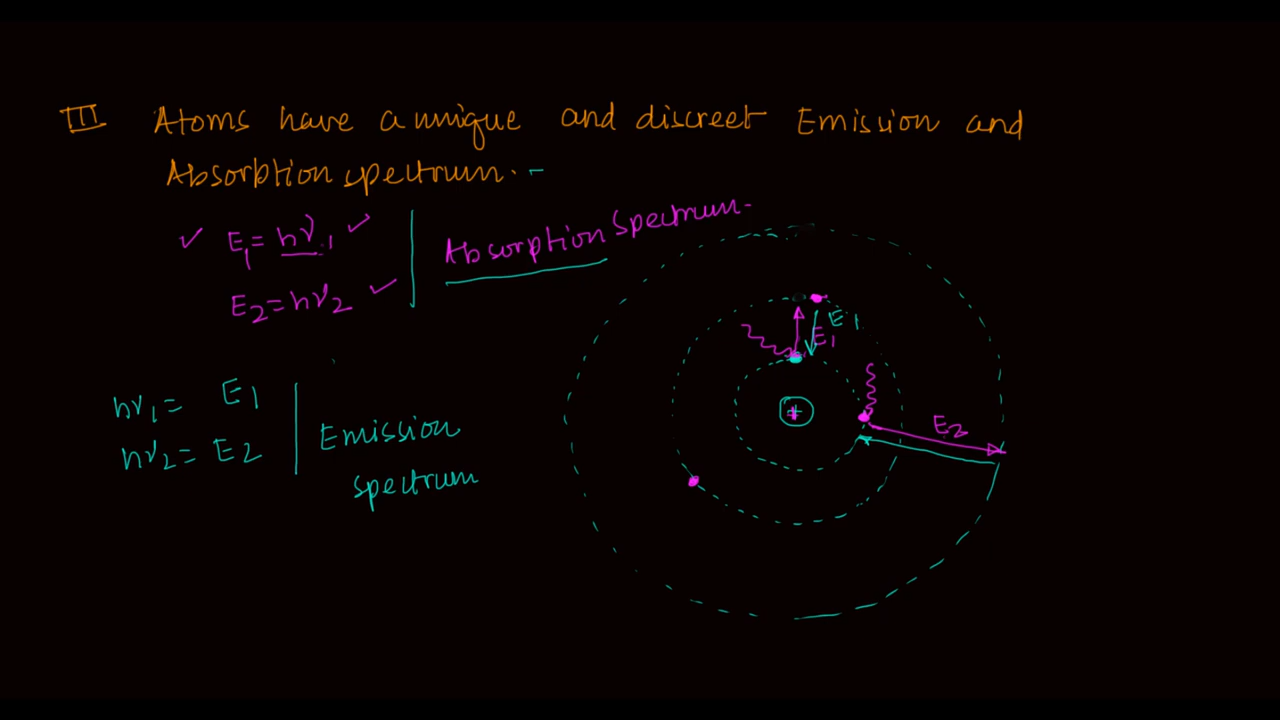 III Atoms have a unique and discreet Emission and
Absorption spectrum.
E₁ = hν₁
E₂ = hν₂
Absorption Spectrum.
hν₁ = E₁
hν₂ = E₂
Emission
spectrum
E₁
E₁
E₂
+